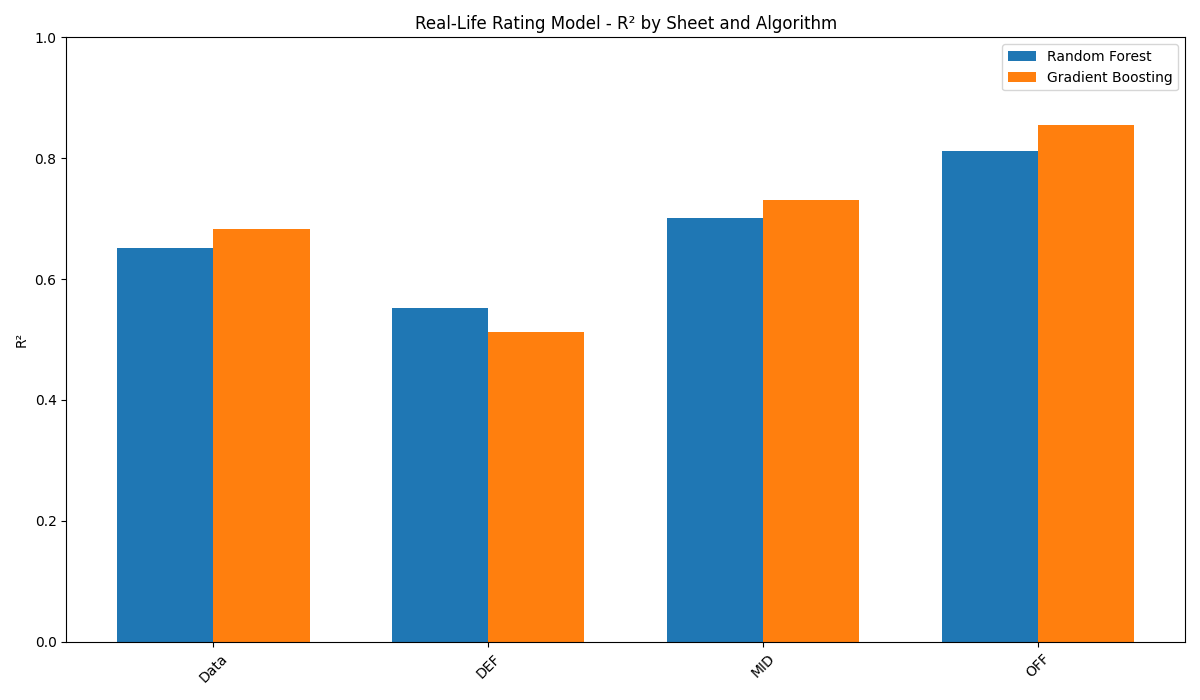 Real-Life Rating Model - R² by Sheet and Algorithm
Random Forest
Gradient Boosting
R²
1.0
0.8
0.6
0.4
0.2
0.0
Data
DEF
MID
OFF